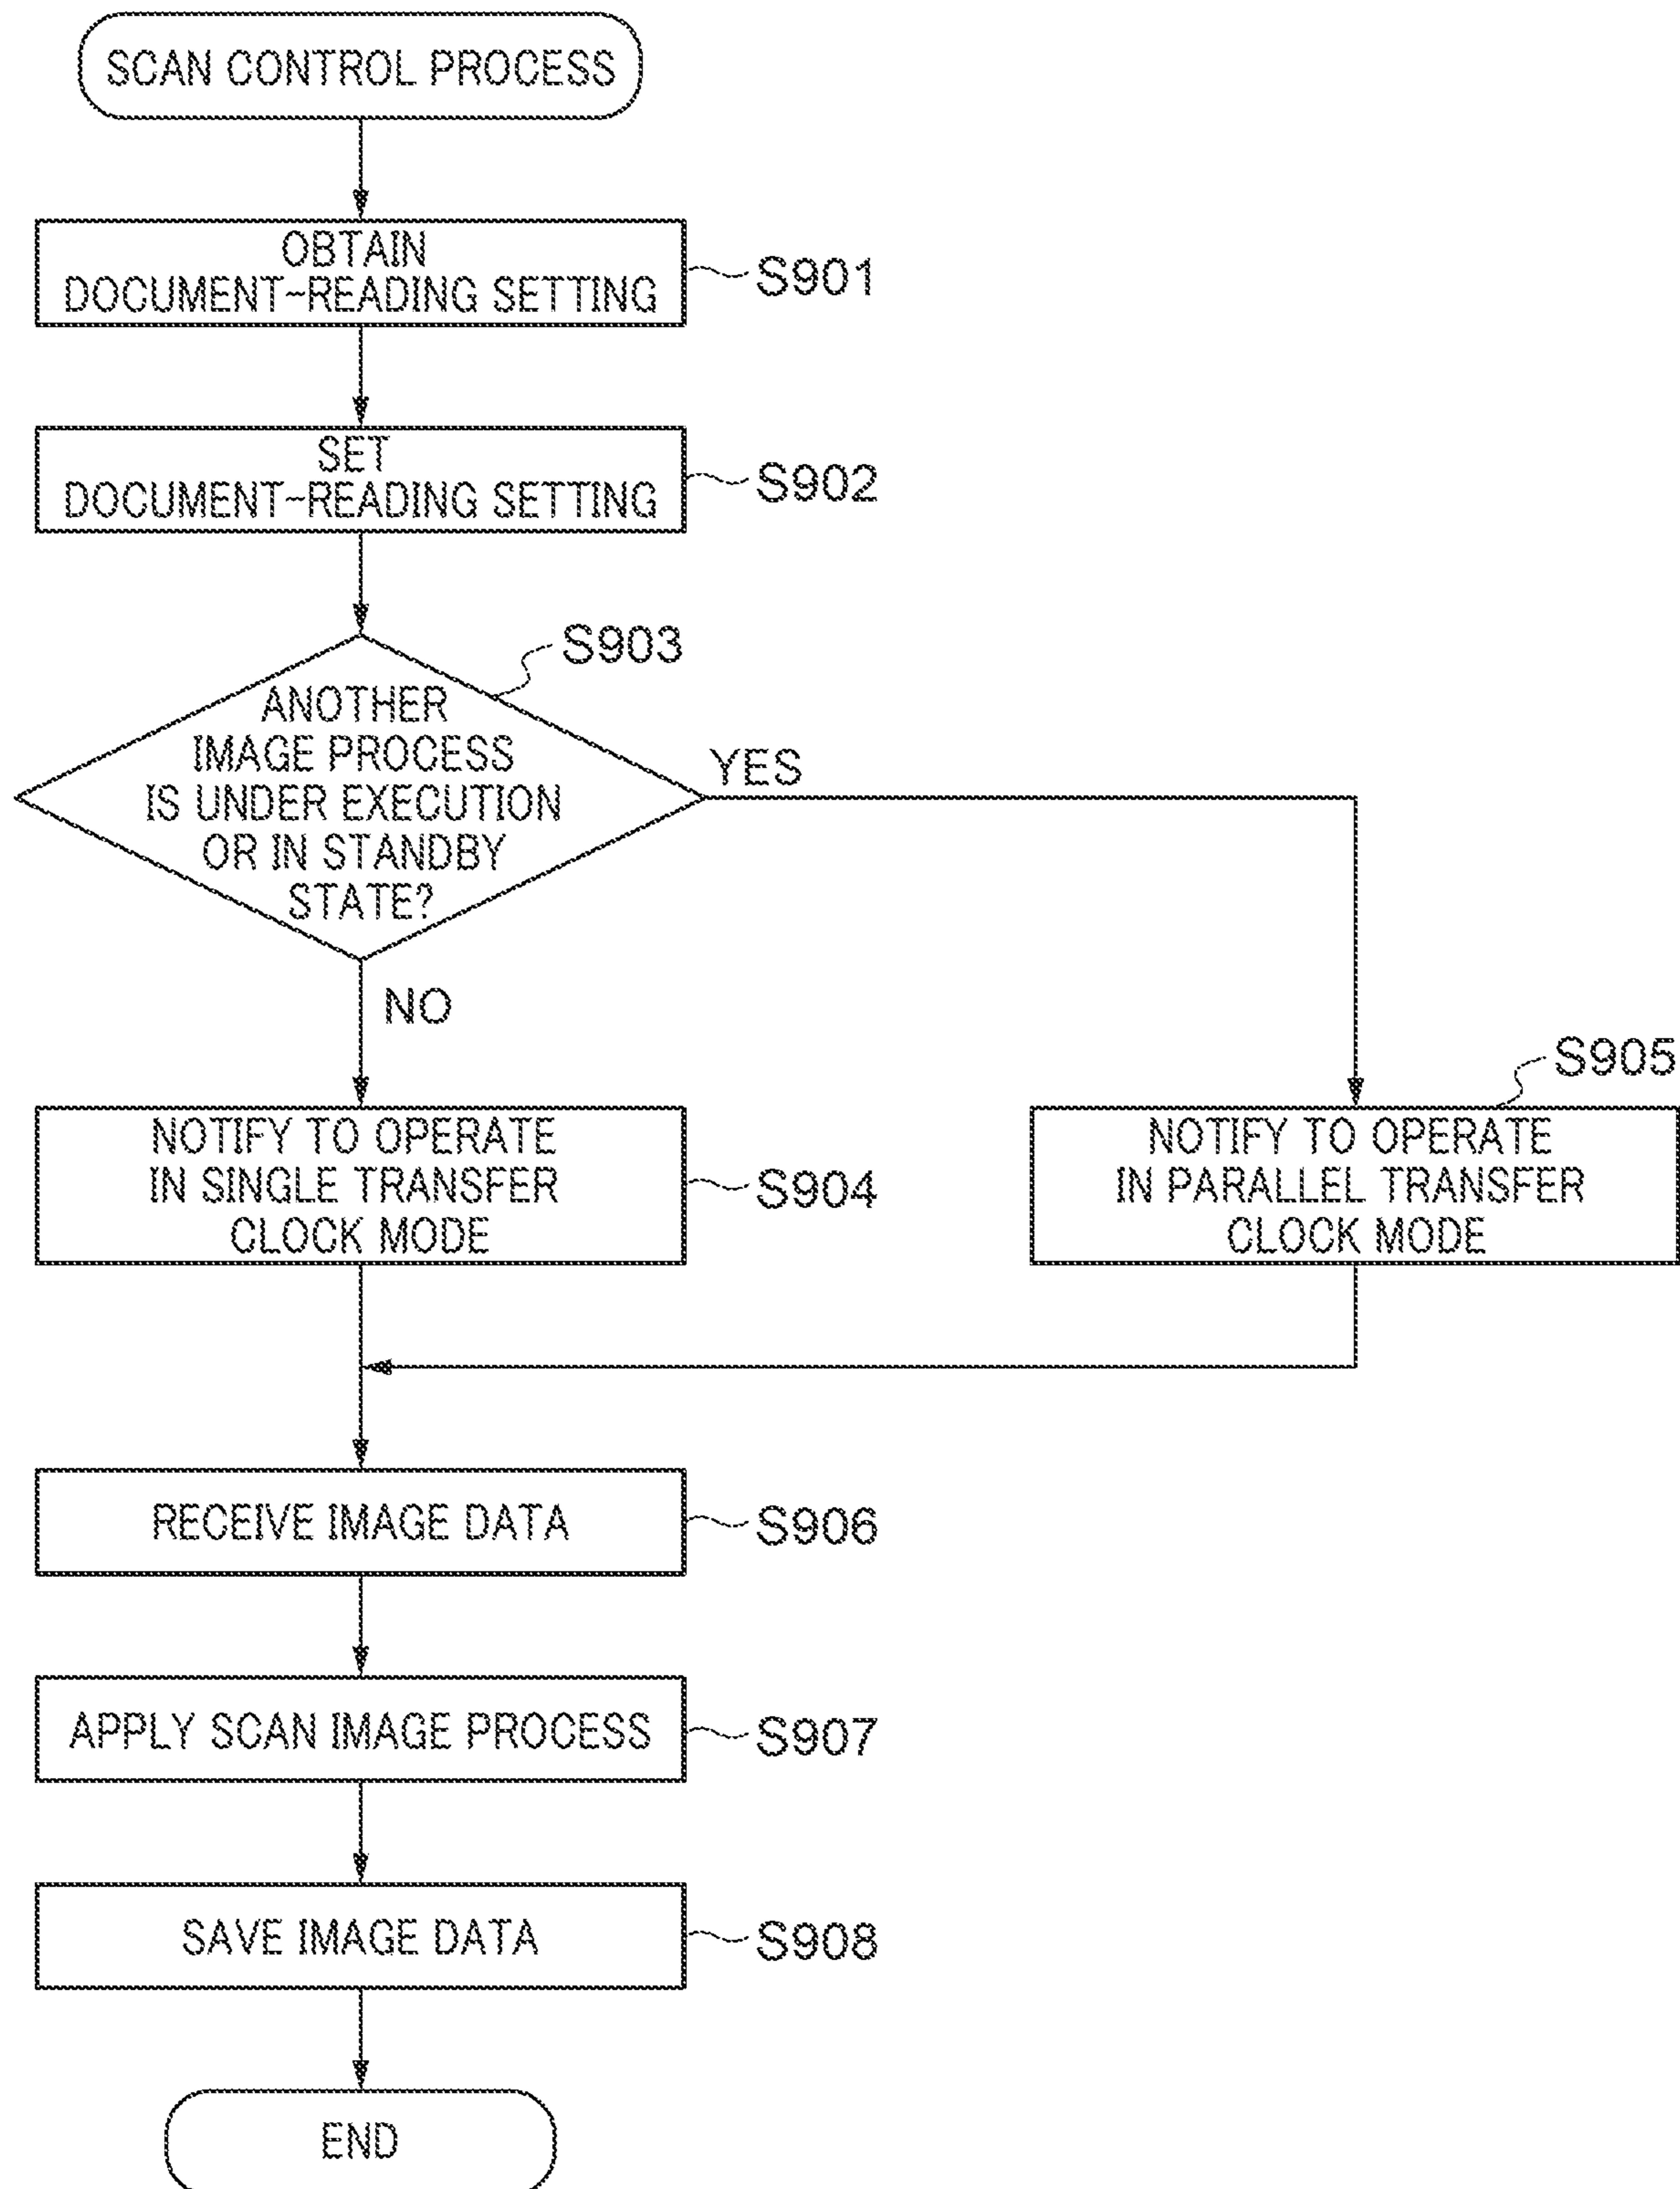 SCAN CONTROL PROCESS
OBTAIN
DOCUMENT-READING SETTING
S901
SET
DOCUMENT-READING SETTING
S902
S903
ANOTHER
IMAGE PROCESS
IS UNDER EXECUTION
OR IN STANDBY
STATE?
YES
NO
NOTIFY TO OPERATE
IN SINGLE TRANSFER
CLOCK MODE
S904
S905
NOTIFY TO OPERATE
IN PARALLEL TRANSFER
CLOCK MODE
RECEIVE IMAGE DATA
S906
APPLY SCAN IMAGE PROCESS
S907
SAVE IMAGE DATA
S908
END